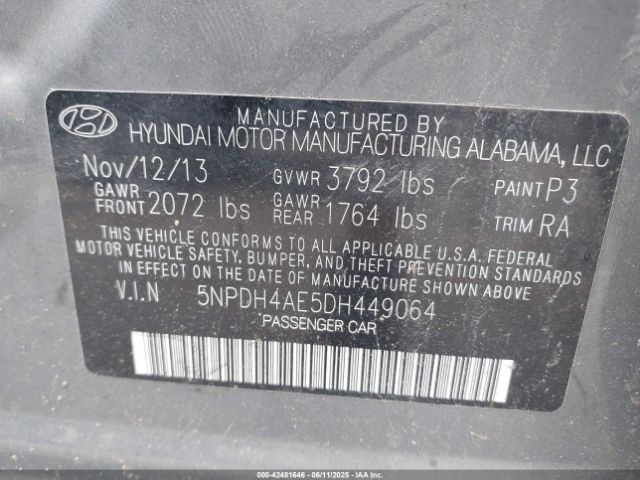 MANUFACTURED BY
HYUNDAI MOTOR MANUFACTURING ALABAMA, LLC
Nov/12/13 GVWR 3792 lbs PAINT P3
GAWR FRONT 2072 lbs GAWR REAR 1764 lbs TRIM RA
THIS VEHICLE CONFORMS TO ALL APPLICABLE U.S.A. FEDERAL
MOTOR VEHICLE SAFETY, BUMPER, AND THEFT PREVENTION STANDARDS
IN EFFECT ON THE DATE OF MANUFACTURE SHOWN ABOVE.
V.I.N 5NPDH4AE5DH449064
PASSENGER CAR
000-42481646 - 06/11/2025 - COPYRIGHT IAA, LLC.